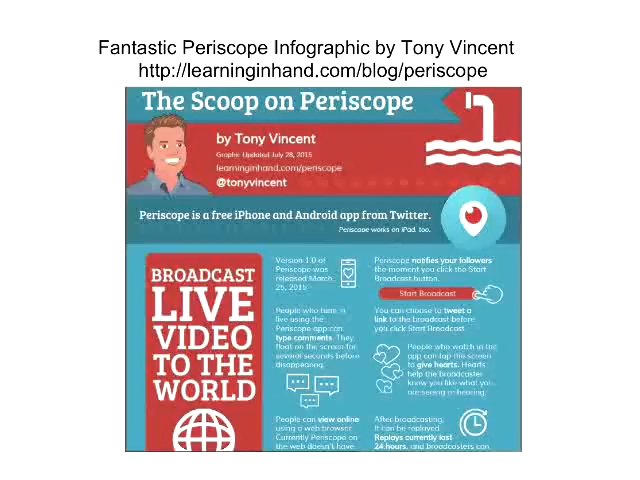 Fantastic Periscope Infographic by Tony Vincent
http://learninginhand.com/blog/periscope
The Scoop on Periscope
by Tony Vincent
Graphic Updated July 28, 2015
learninginhand.com/periscope
@tonyvincent
Periscope is a free iPhone and Android app from Twitter.
Periscope works on iPad, too.
BROADCAST
LIVE
VIDEO
TO THE
WORLD
Version 1.0 of
Periscope was
released March
25, 2015
People who tune in
live using the
Periscope app can
type comments. They
float on the screen for
several seconds before
disappearing.
People can view online
using a web browser.
Currently Periscope on
the web doesn't have
Periscope notifies your followers
the moment you click the Start
Broadcast button.
Start Broadcast
You can choose to tweet a
link to the broadcast before
you click Start Broadcast.
People who watch in the
app can tap the screen
to give hearts. Hearts
help the broadcaster
know you like what you
are seeing or hearing.
After broadcasting,
it can be replayed.
Replays currently last
24 hours, and broadcasters can